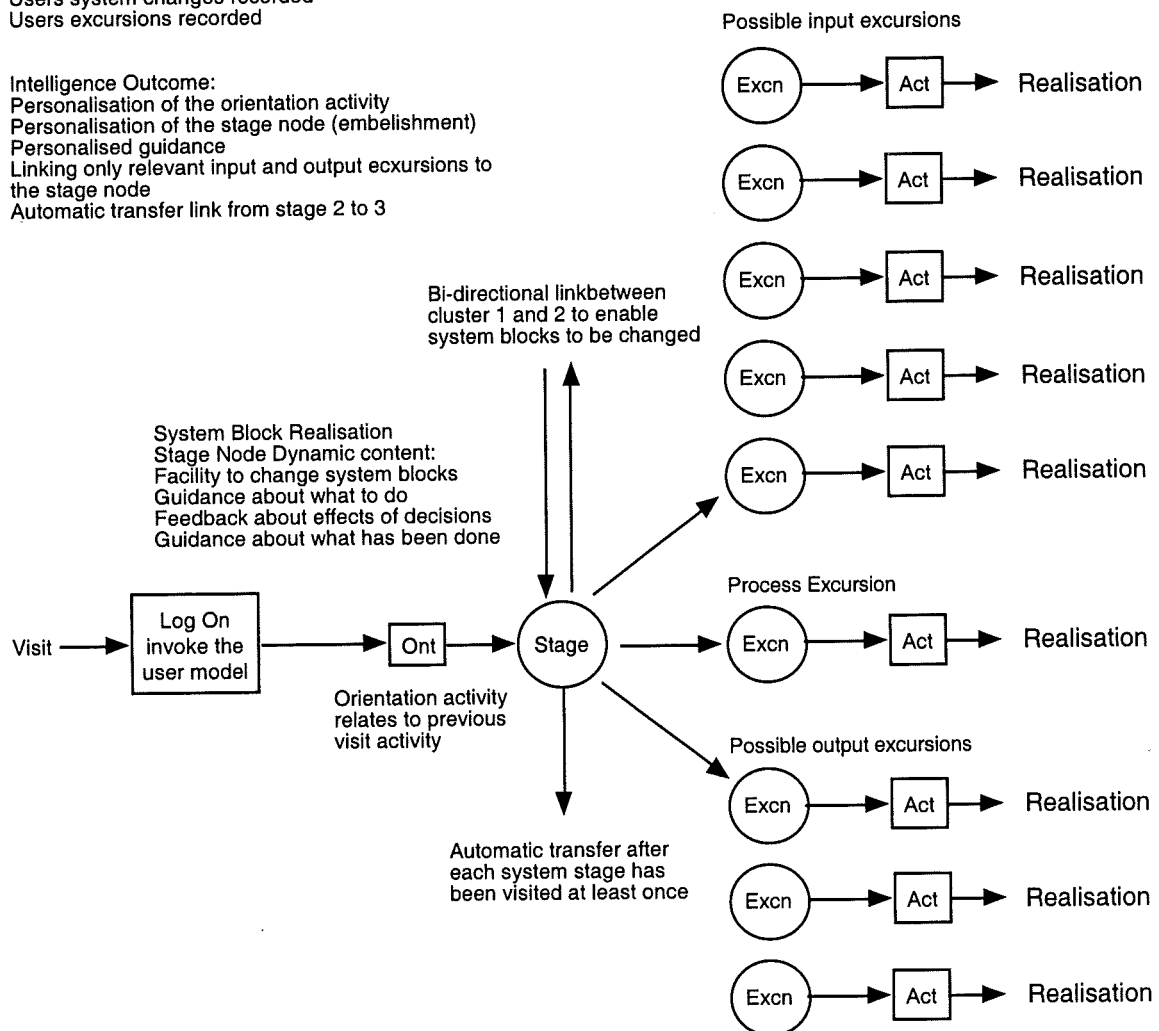 Users system changes recorded
Users excursions recorded
Intelligence Outcome:
Personalisation of the orientation activity
Personalisation of the stage node (embelishment)
Personalised guidance
Linking only relevant input and output ecxursions to
the stage node
Automatic transfer link from stage 2 to 3
Possible input excursions
Excn
Act
Realisation
Excn
Act
Realisation
Excn
Act
Realisation
Excn
Act
Realisation
Excn
Act
Realisation
Bi-directional linkbetween
cluster 1 and 2 to enable
system blocks to be changed
System Block Realisation
Stage Node Dynamic content:
Facility to change system blocks
Guidance about what to do
Feedback about effects of decisions
Guidance about what has been done
Visit
Log On
invoke the
user model
Ont
Stage
Orientation activity
relates to previous
visit activity
Process Excursion
Excn
Act
Realisation
Automatic transfer after
each system stage has
been visited at least once
Possible output excursions
Excn
Act
Realisation
Excn
Act
Realisation
Excn
Act
Realisation